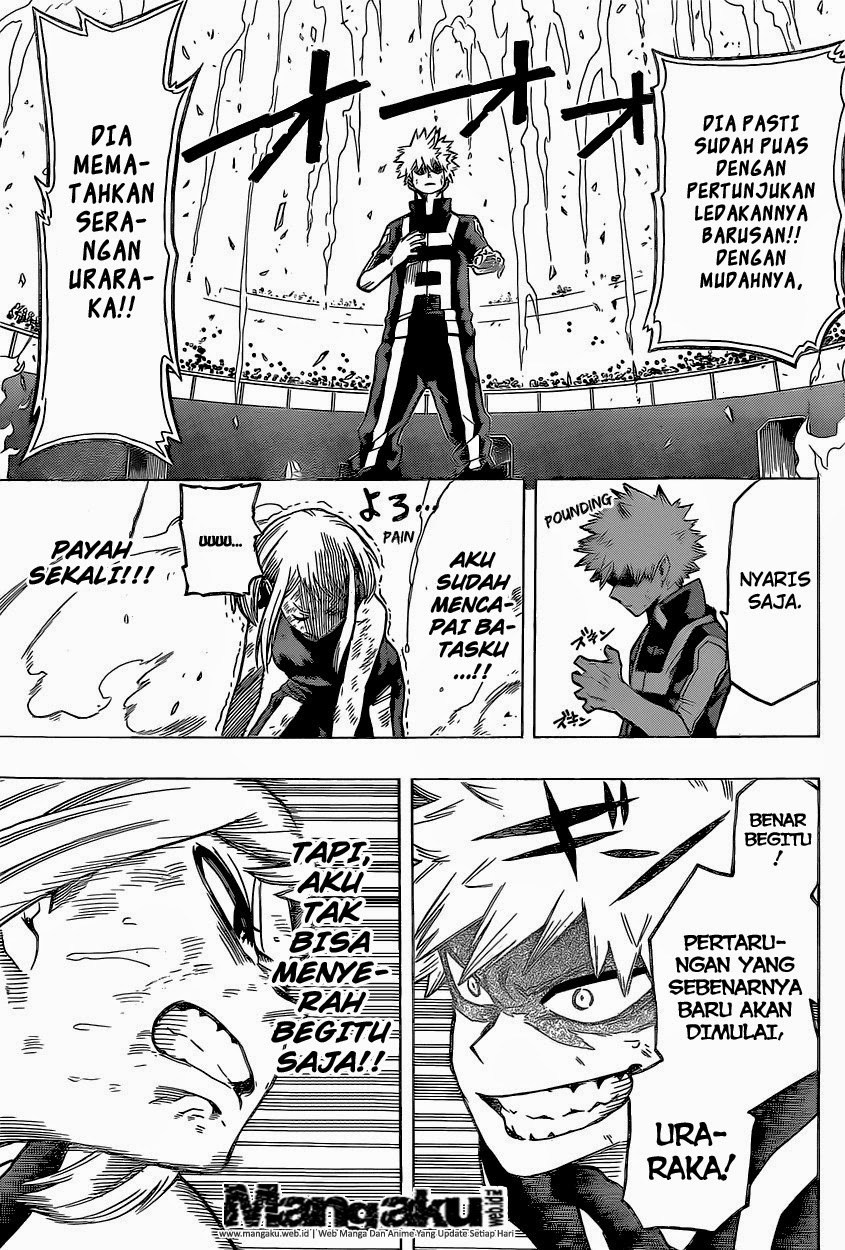 DIA PASTI
SUDAH PUAS
DENGAN
PERTUNJUKAN
LEDAKANNYA
BARUSAN!!
DENGAN
MUDAHNYA,
オオオ
DIA
MEMA-
TAHKAN
SERA-
NGAN
URARA-
KA!!
NYARIS
SAJA.
POUNDING
ズキン
ズキン
よろ...
PAIN
AKU
SUDAH
MENCA-
PAI BA-
TASKU
...!!
UUUU...
PAYAH
SEKALI!!!
BENAR
BEGITU
!
PERTARU-
NGAN YANG
SEBENARNYA
BARU AKAN
DIMULAI,
URA-
RAKA!
TAPI,
AKU
TAK
BISA
MENYE-
RAH
BEGITU
SAJA!!
Mangaku
.web.id
www.mangaku.web.id | Web Manga Dan Anime Yang Update Setiap Hari